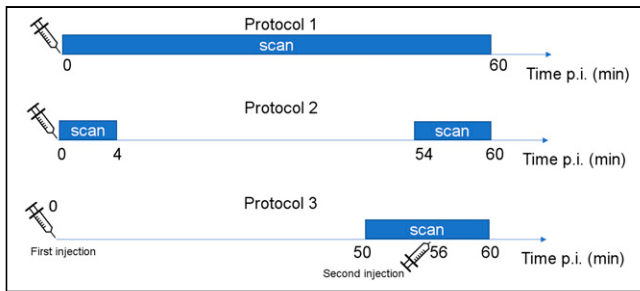 Protocol 1
scan
0 60
Time p.i. (min)
Protocol 2
scan scan
0 4 54 60
Time p.i. (min)
0
Protocol 3
scan
First injection
50 56 60
Time p.i. (min)
Second injection